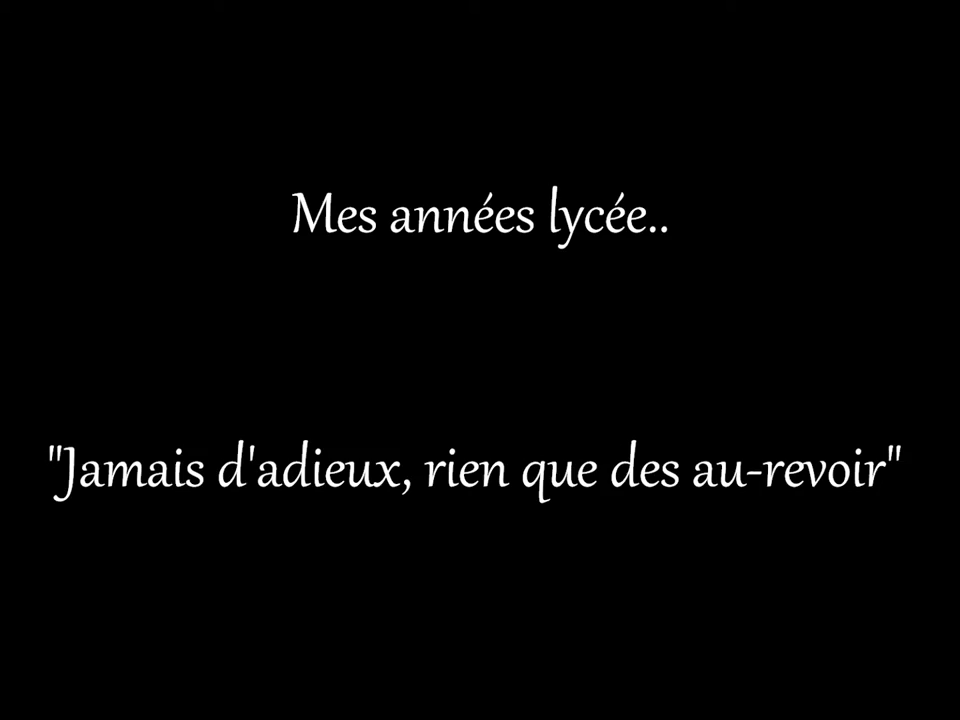 Mes années lycée..
"Jamais d'adieux, rien que des au-revoir"